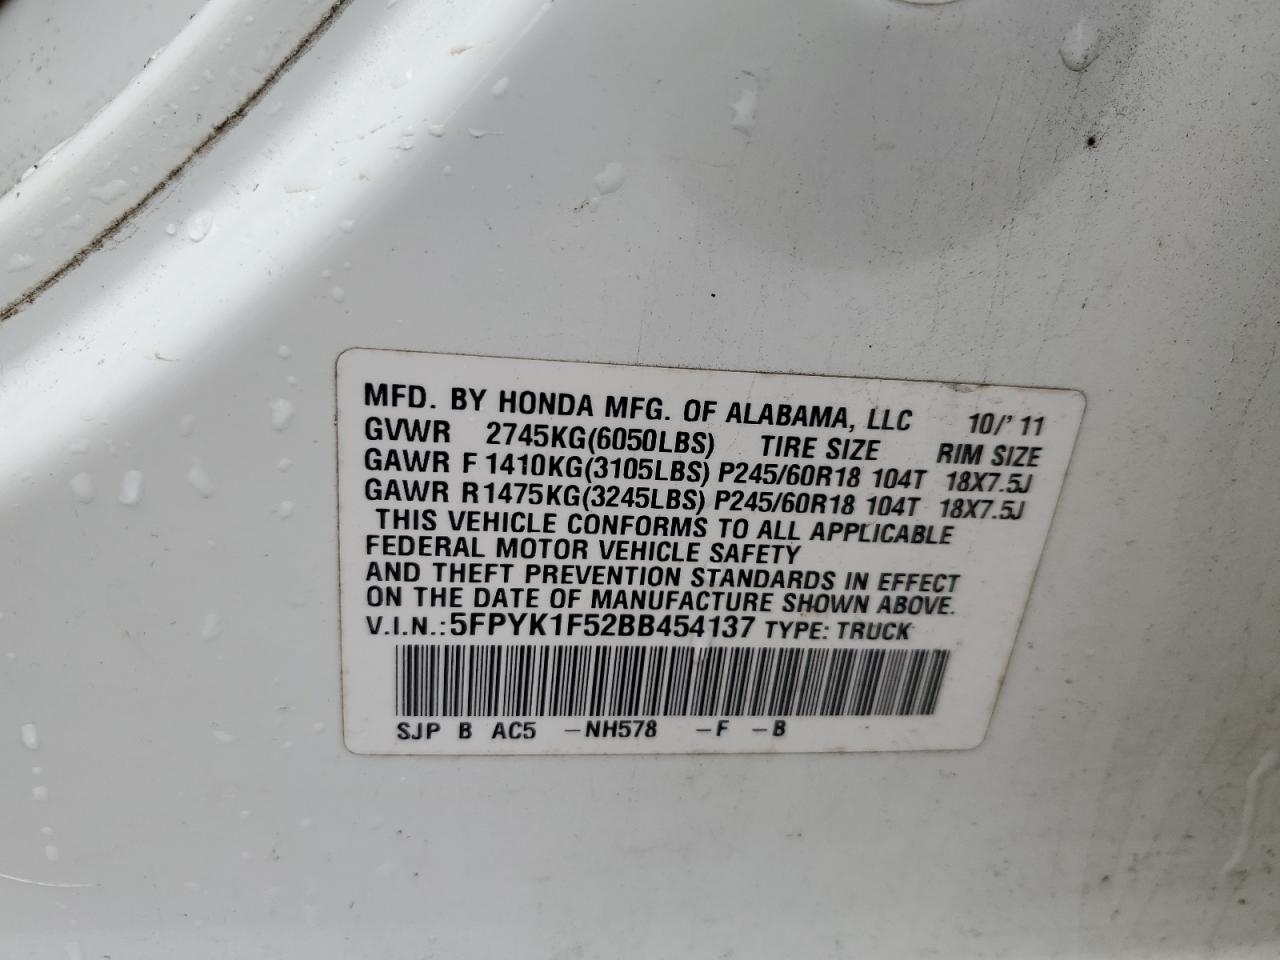 MFD. BY HONDA MFG. OF ALABAMA, LLC 10/'11
GVWR 2745KG(6050LBS) TIRE SIZE RIM SIZE
GAWR F 1410KG(3105LBS) P245/60R18 104T 18X7.5J
GAWR R 1475KG(3245LBS) P245/60R18 104T 18X7.5J
THIS VEHICLE CONFORMS TO ALL APPLICABLE
FEDERAL MOTOR VEHICLE SAFETY
AND THEFT PREVENTION STANDARDS IN EFFECT
ON THE DATE OF MANUFACTURE SHOWN ABOVE.
V.I.N.: 5FPYK1F52BB454137 TYPE: TRUCK
SJP B AC5 –NH578 –F –B